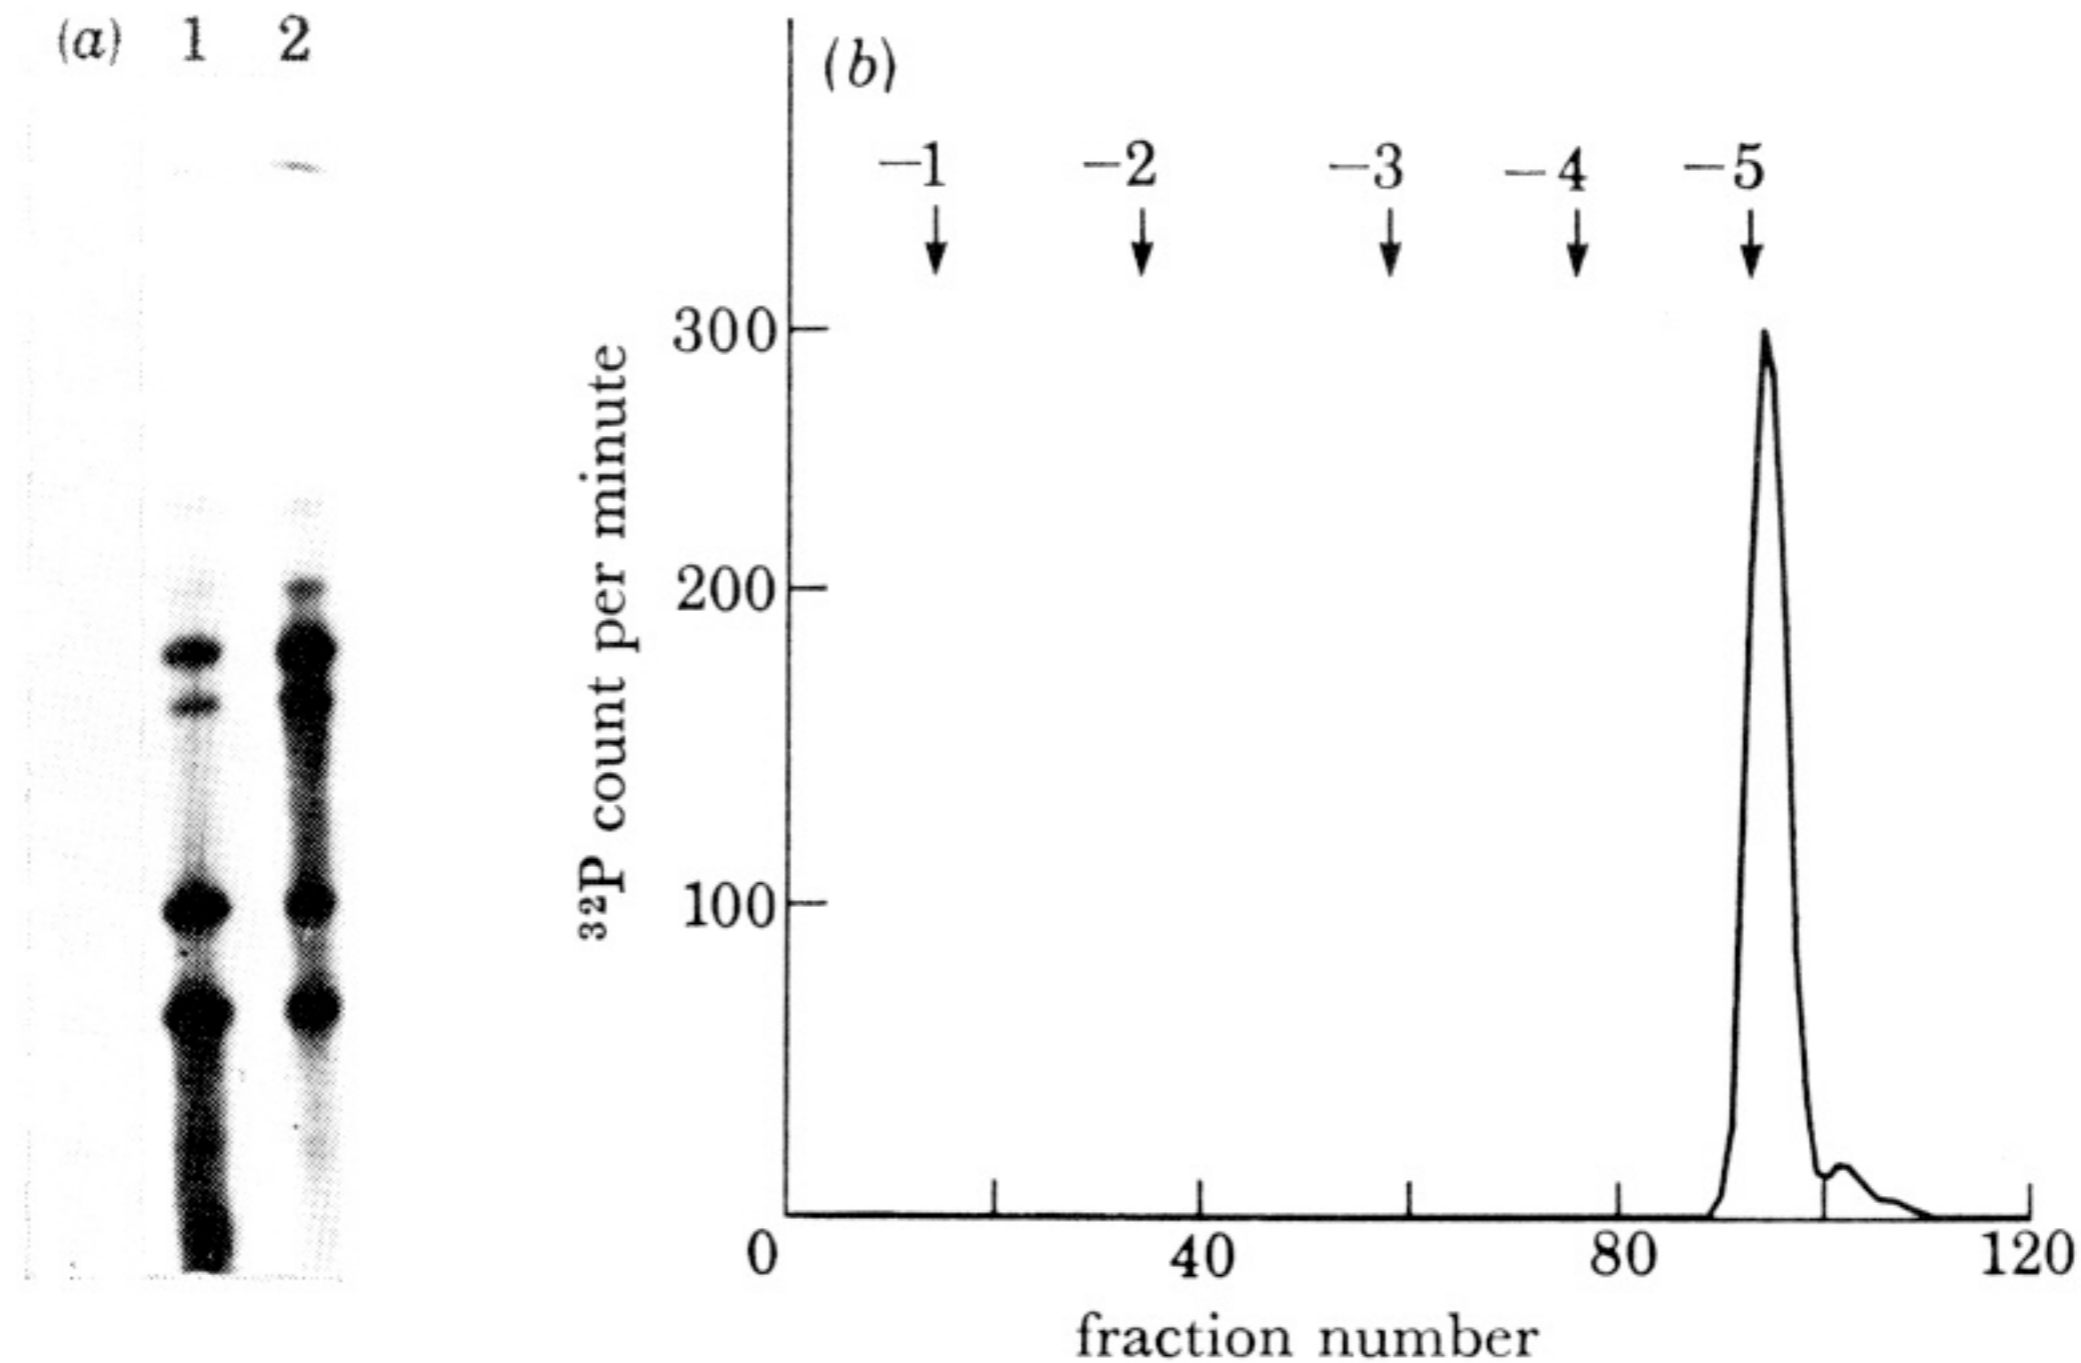 (a) 1 2
(b)
−1 −2 −3 −4 −5
300
200
100
³²P count per minute
0 40 80 120
fraction number